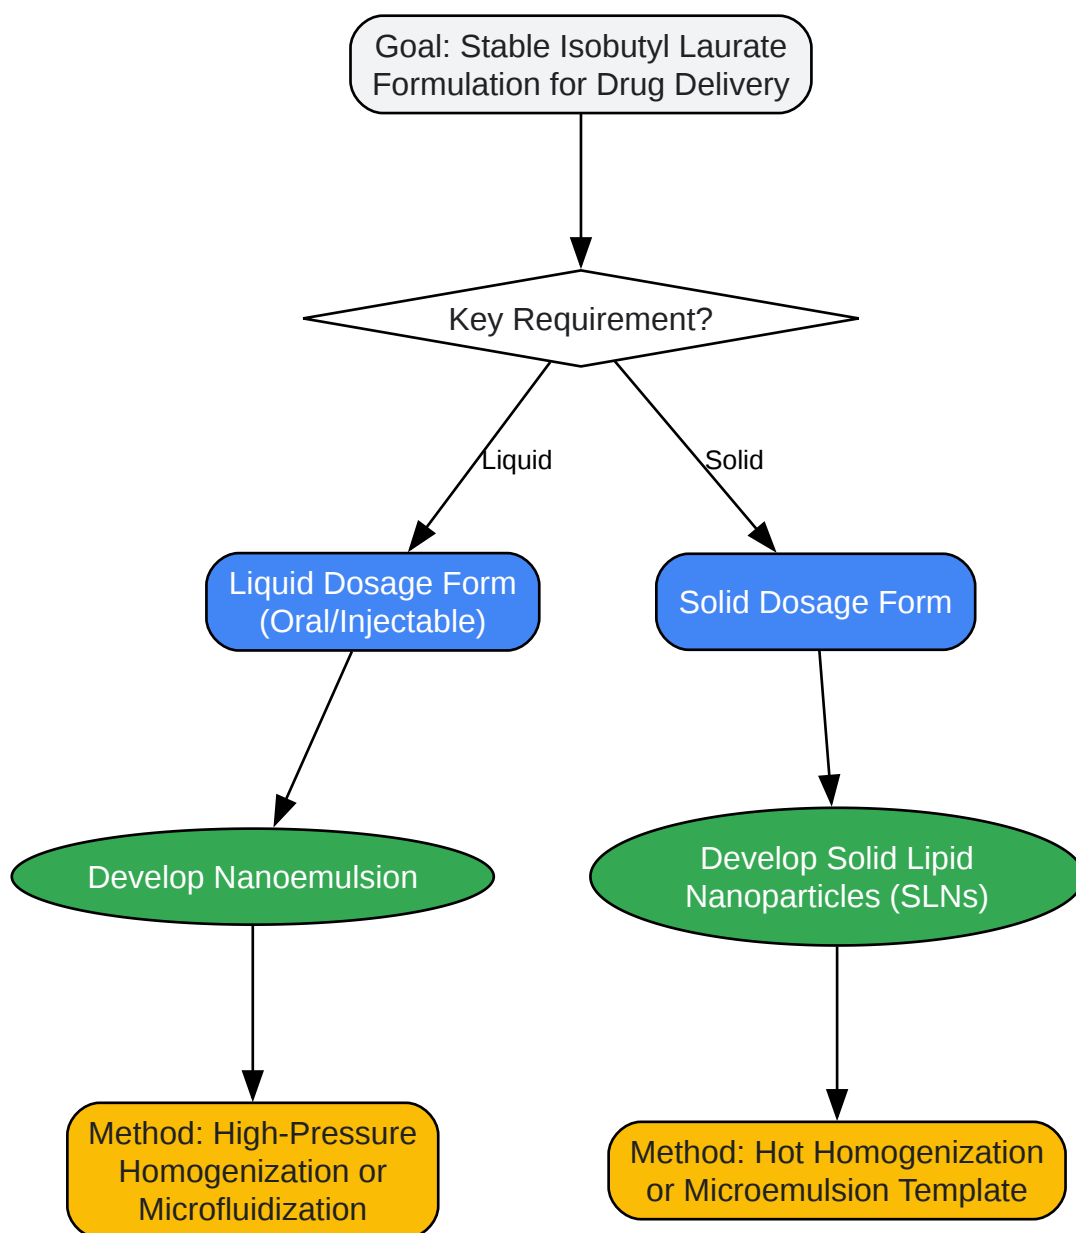 Goal: Stable Isobutyl Laurate
Formulation for Drug Delivery
Key Requirement?
Liquid
Solid
Liquid Dosage Form
(Oral/Injectable)
Solid Dosage Form
Develop Nanoemulsion
Develop Solid Lipid
Nanoparticles (SLNs)
Method: High-Pressure
Homogenization or
Microfluidization
Method: Hot Homogenization
or Microemulsion Template